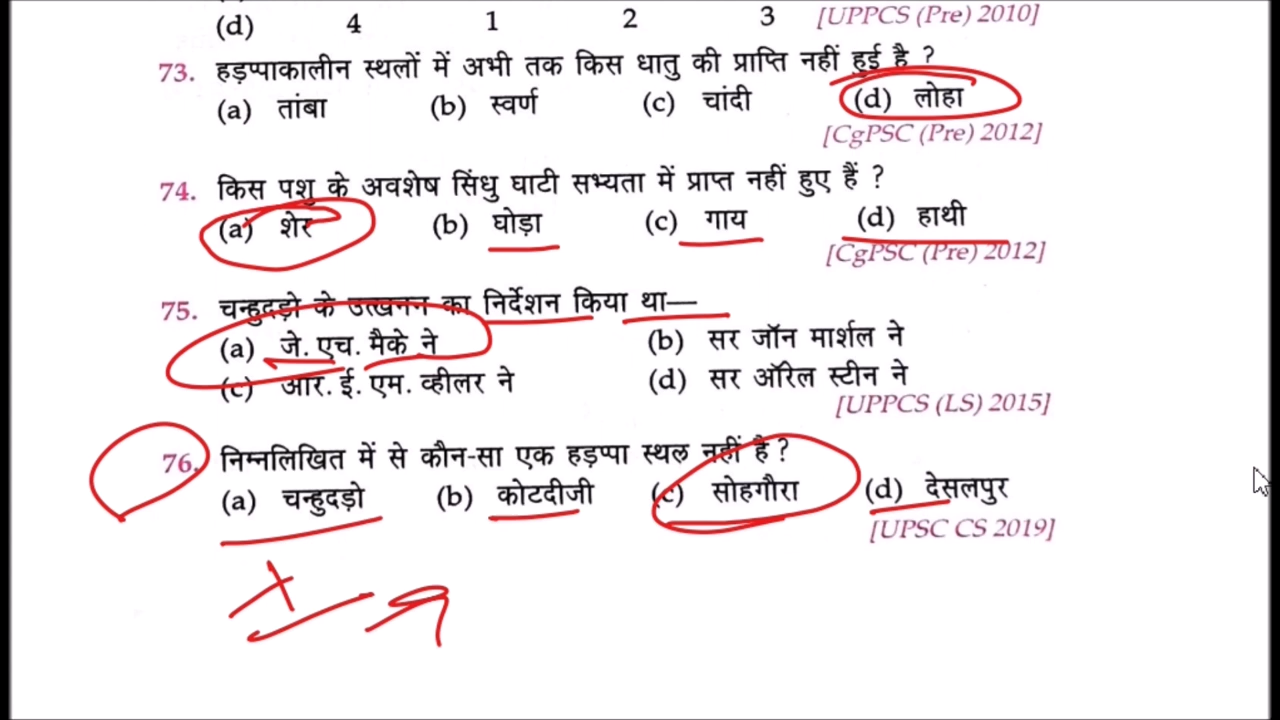 (d) 4 1 2 3 [UPPCS (Pre) 2010]
73. हड़प्पाकालीन स्थलों में अभी तक किस धातु की प्राप्ति नहीं हुई है ?
(a) तांबा (b) स्वर्ण (c) चांदी (d) लोहा
[CgPSC (Pre) 2012]
74. किस पशु के अवशेष सिंधु घाटी सभ्यता में प्राप्त नहीं हुए हैं ?
(a) शेर (b) घोड़ा (c) गाय (d) हाथी
[CgPSC (Pre) 2012]
75. चन्हुदड़ो के उत्खनन का निर्देशन किया था—
(a) जे. एच. मैके ने (b) सर जॉन मार्शल ने
(c) आर. ई. एम. व्हीलर ने (d) सर ऑरेल स्टीन ने
[UPPCS (LS) 2015]
76. निम्नलिखित में से कौन-सा एक हड़प्पा स्थल नहीं है ?
(a) चन्हुदड़ो (b) कोटदीजी (c) सोहगौरा (d) देसलपुर
[UPSC CS 2019]